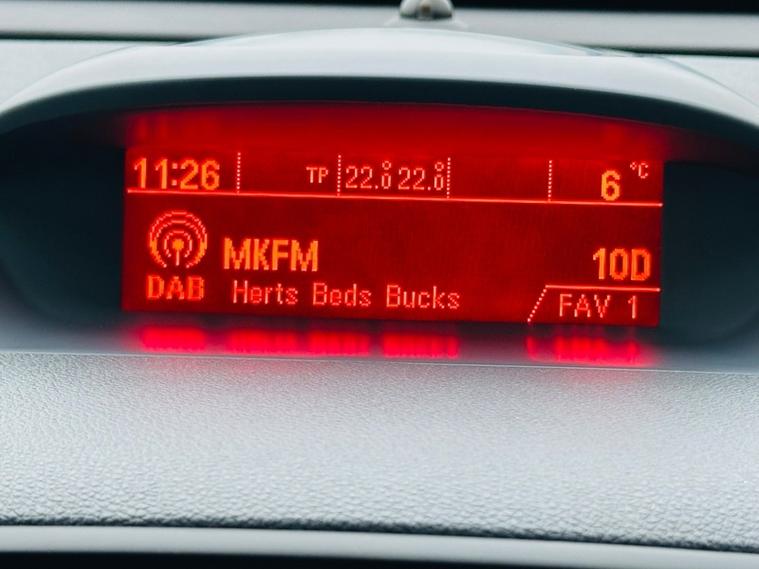 11:26 TP 22.0° 22.0° 6 °C
MKFM 10D
DAB Herts Beds Bucks FAV 1